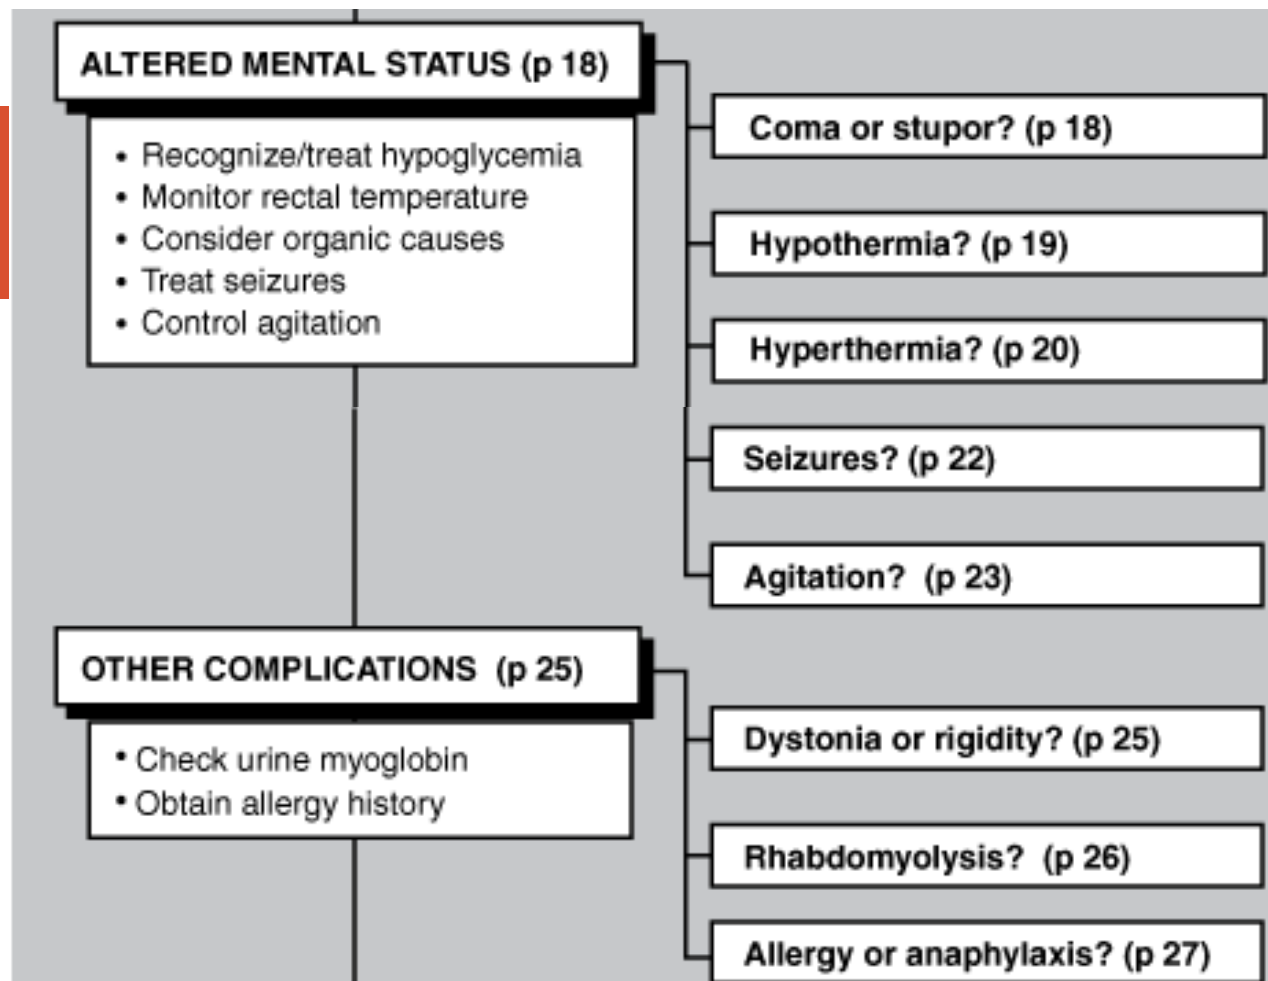 ALTERED MENTAL STATUS (p 18)
• Recognize/treat hypoglycemia
• Monitor rectal temperature
• Consider organic causes
• Treat seizures
• Control agitation
Coma or stupor? (p 18)
Hypothermia? (p 19)
Hyperthermia? (p 20)
Seizures? (p 22)
Agitation? (p 23)
OTHER COMPLICATIONS (p 25)
• Check urine myoglobin
• Obtain allergy history
Dystonia or rigidity? (p 25)
Rhabdomyolysis? (p 26)
Allergy or anaphylaxis? (p 27)